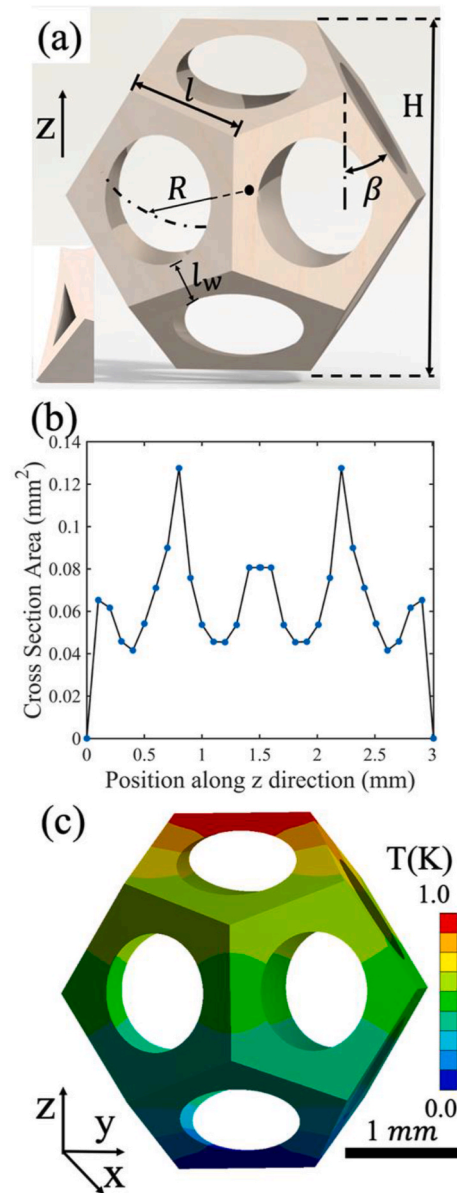 (a)
z
l
R
l_w
β
H
(b)
Cross Section Area (mm²)
0.14
0.12
0.1
0.08
0.06
0.04
0.02
0
0 0.5 1 1.5 2 2.5 3
Position along z direction (mm)
(c)
T(K)
1.0
0.0
z
y
x
1 mm